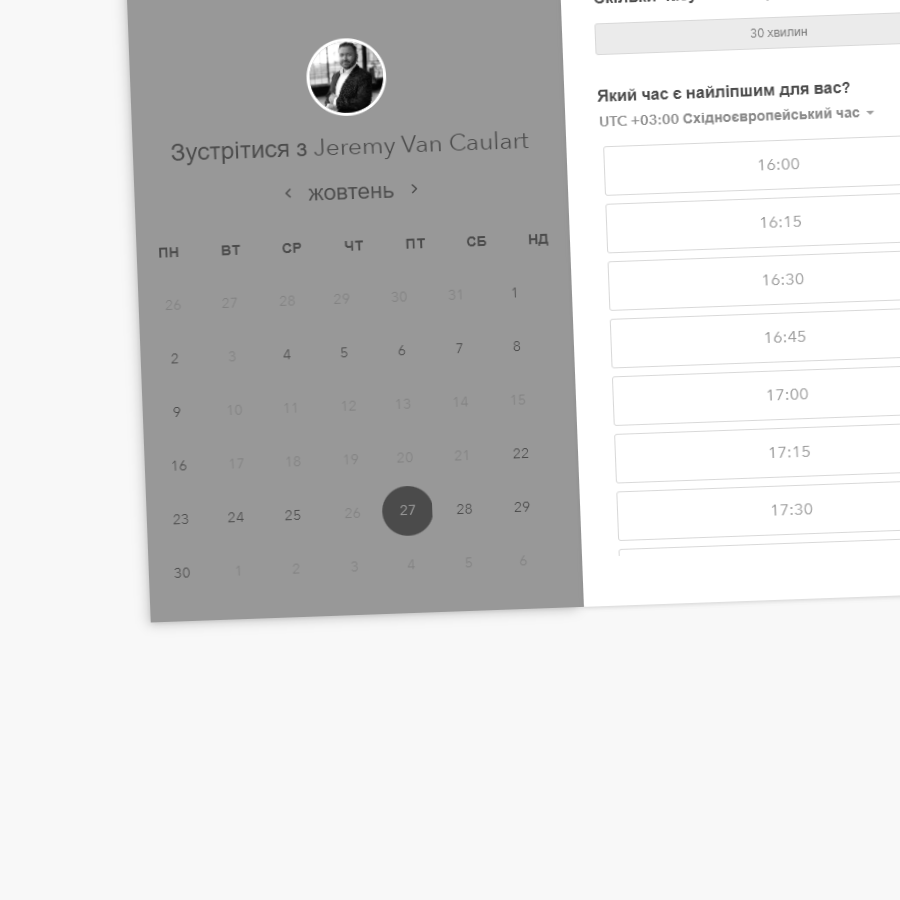 30 хвилин
Який час є найліпшим для вас?
UTC +03:00 Східноєвропейський час
Зустрітися з Jeremy Van Caulart
жовтень
ПН ВТ СР ЧТ ПТ СБ НД
26 27 28 29 30 31 1
2 3 4 5 6 7 8
9 10 11 12 13 14 15
16 17 18 19 20 21 22
23 24 25 26 27 28 29
30 1 2 3 4 5 6
16:00
16:15
16:30
16:45
17:00
17:15
17:30